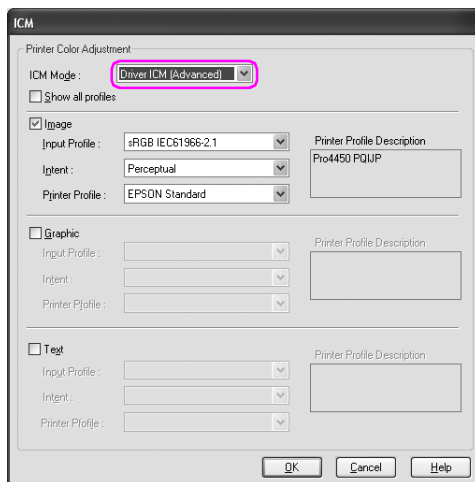 ICM
Printer Color Adjustment
ICM Mode : Driver ICM (Advanced)
Show all profiles
Image
Input Profile : sRGB IEC61966-2.1
Printer Profile Description
Pro4450 PQIJP
Intent : Perceptual
Printer Profile : EPSON Standard
Graphic
Input Profile :
Printer Profile Description
Intent :
Printer Pfofile :
Text
Input Profile :
Printer Profile Description
Intent :
Printer Pfofile :
OK Cancel Help